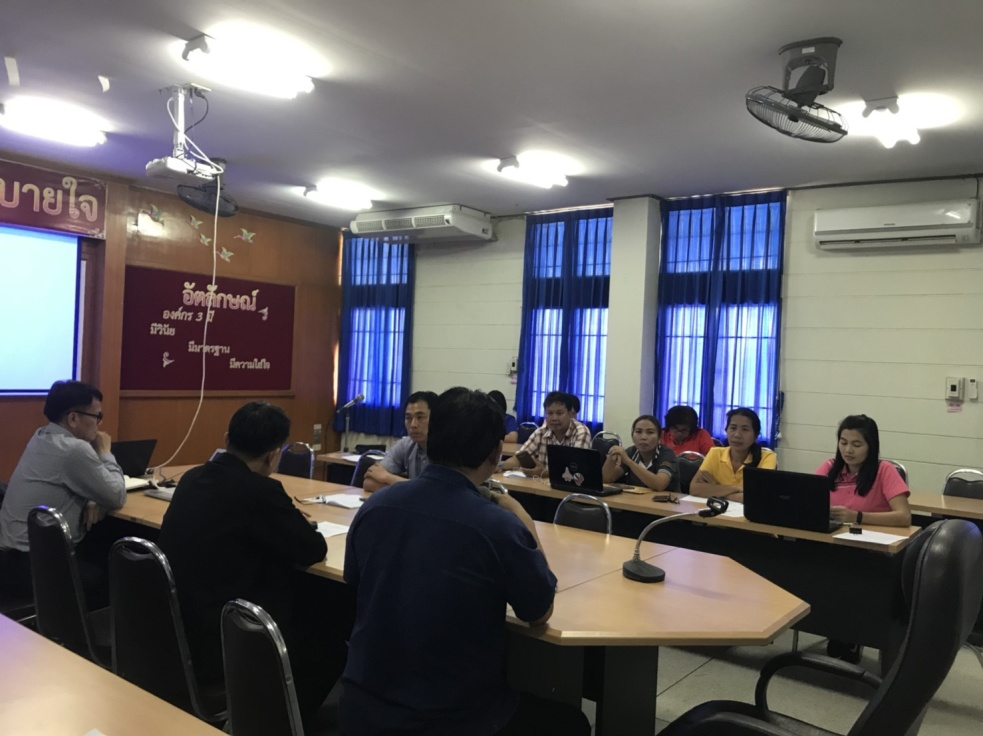 บายใจ
อัตลักษณ์
องค์กร 3 มี
มีวินัย
มีมาตรฐาน
มีความใส่ใจ